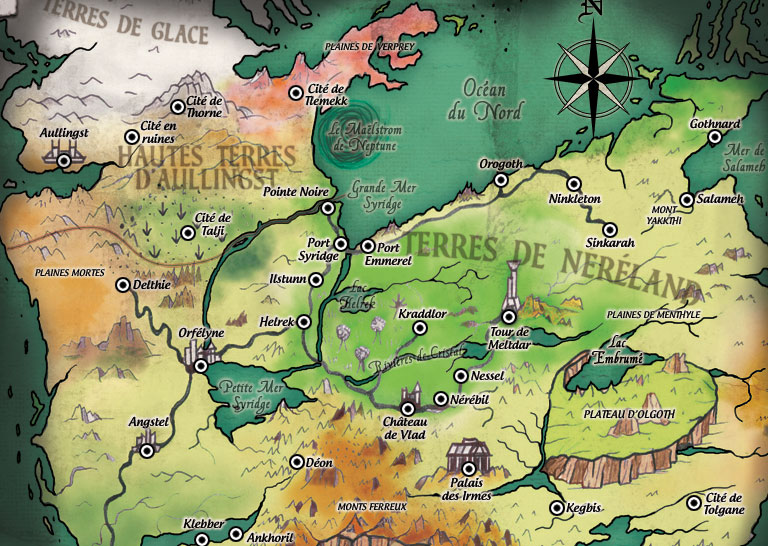 TERRES DE GLACE
PLAINES DE VERPREY
N
Cité de
Tlemekk
Cité de
Thorne
Océan
du Nord
Aullingst
Cité en
ruines
Le Maëlstrom
de Neptune
Gothnard
Mer de
Salameh
HAUTES TERRES
D'AULLINGST
Orogoth
Pointe Noire
Grande Mer
Syridge
Ninkleton
Salameh
MONT
YAKKTHI
Cité de
Talji
Port
Syridge
Port
Emmerel
Sinkarah
TERRES DE NERÉLAND
PLAINES MORTES
Delthie
Ilstunn
Lac
Helrek
Kraddlor
Helrek
Tour de
Meltdar
PLAINES DE MENTHYLE
Orfélyne
Lac
Embrumé
Rivières de Cristal
Nessel
Petite Mer
Syridge
Nérébil
Château
de Vlad
PLATEAU D'OLGOTH
Angstel
Déon
Palais
des Irmes
MONTS FERREUX
Kegbis
Cité de
Tolgane
Klebber
Ankhoril